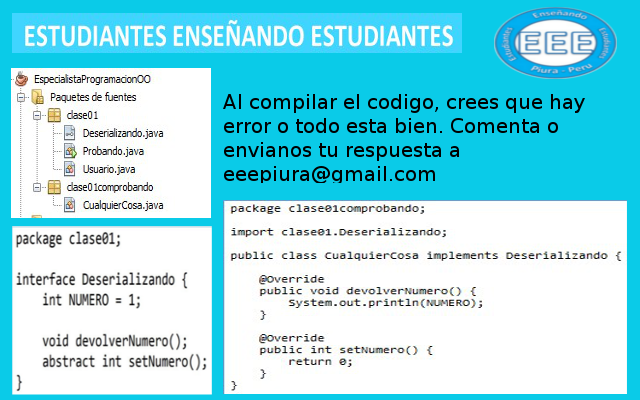 ESTUDIANTES ENSEÑANDO ESTUDIANTES
Enseñando
Estudiantes
EEE
Estudiantes
Piura - Peru
EspecialistaProgramacionOO
Paquetes de fuentes
clase01
Deserializando.java
Probando.java
Usuario.java
clase01comprobando
CualquierCosa.java
Al compilar el codigo, crees que hay
error o todo esta bien. Comenta o
envianos tu respuesta a
eeepiura@gmail.com
package clase01;
interface Deserializando {
int NUMERO = 1;
void devolverNumero();
abstract int setNumero();
}
package clase01comprobando;
import clase01.Deserializando;
public class CualquierCosa implements Deserializando {
@Override
public void devolverNumero() {
System.out.println(NUMERO);
}
@Override
public int setNumero() {
return 0;
}
}